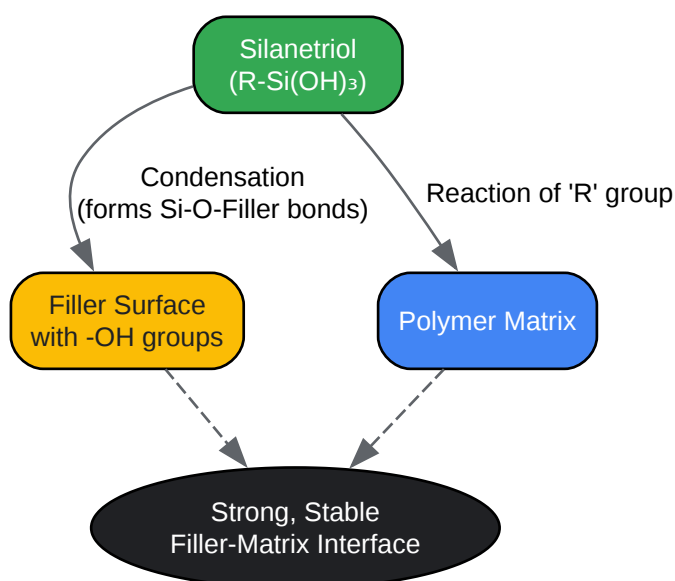 Silanetriol
(R-Si(OH)₃)
Condensation
(forms Si-O-Filler bonds)
Reaction of 'R' group
Filler Surface
with -OH groups
Polymer Matrix
Strong, Stable
Filler-Matrix Interface